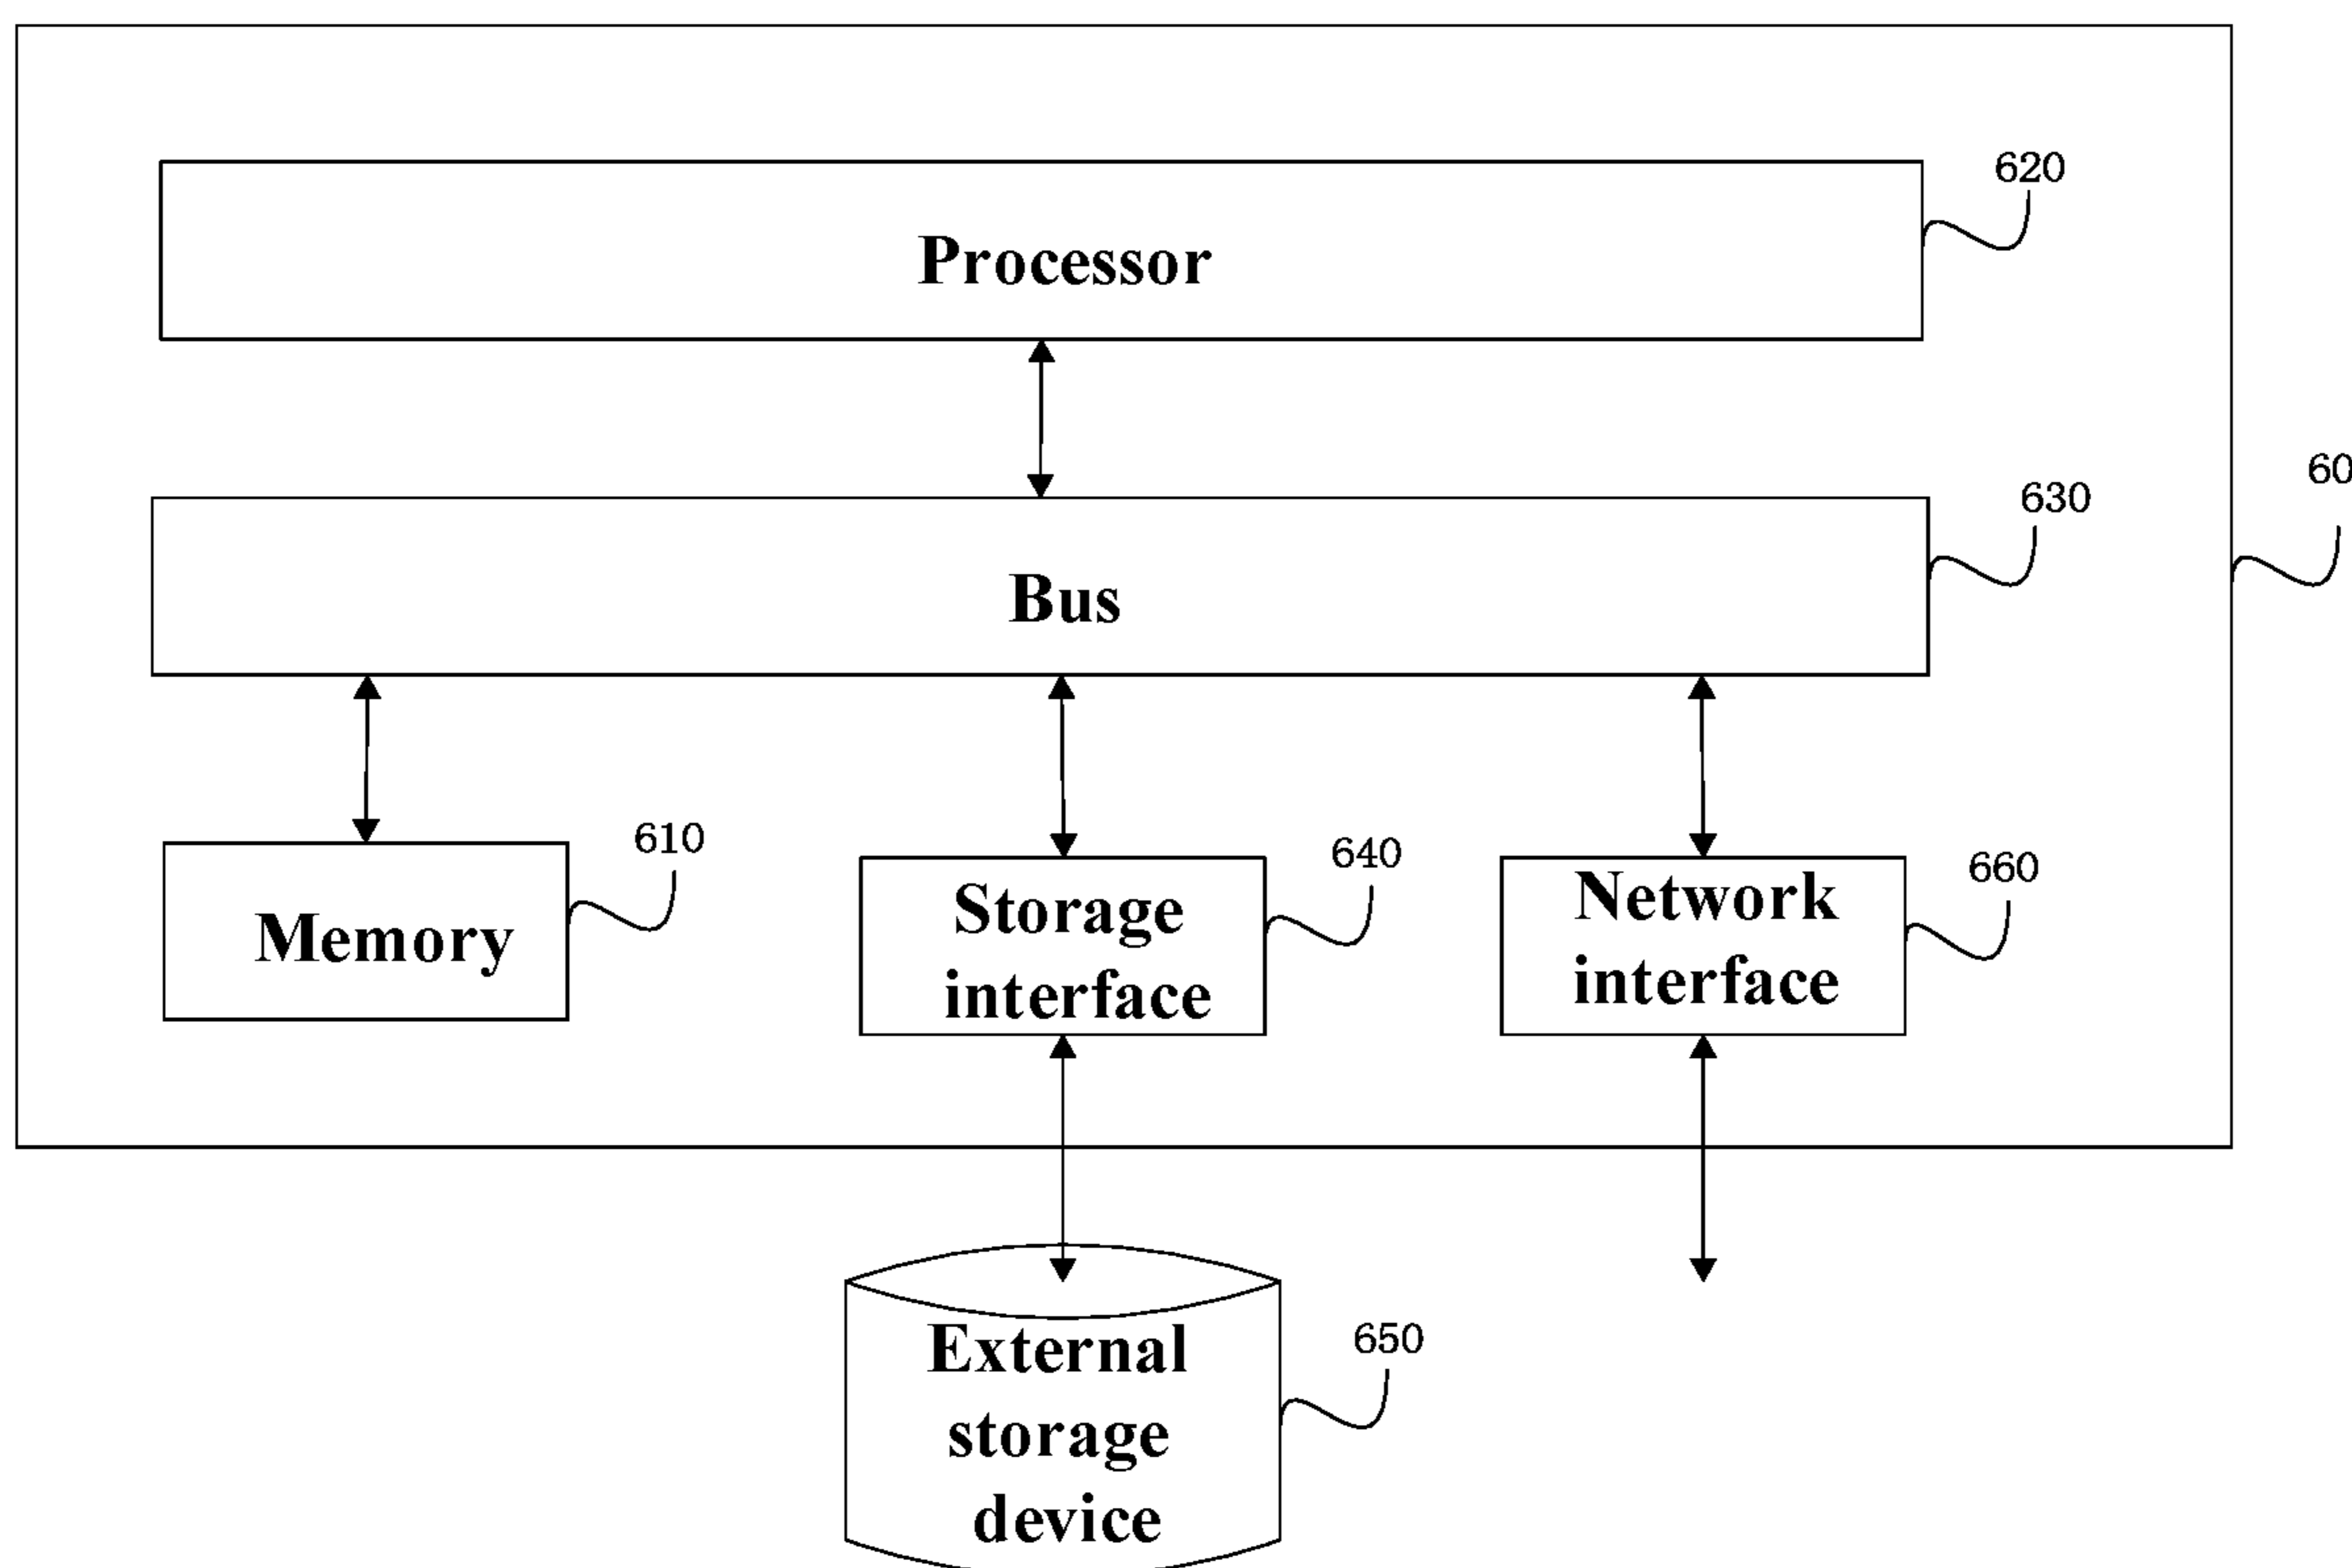 620
Processor
60
630
Bus
610
640
660
Memory
Storage
interface
Network
interface
650
External
storage
device